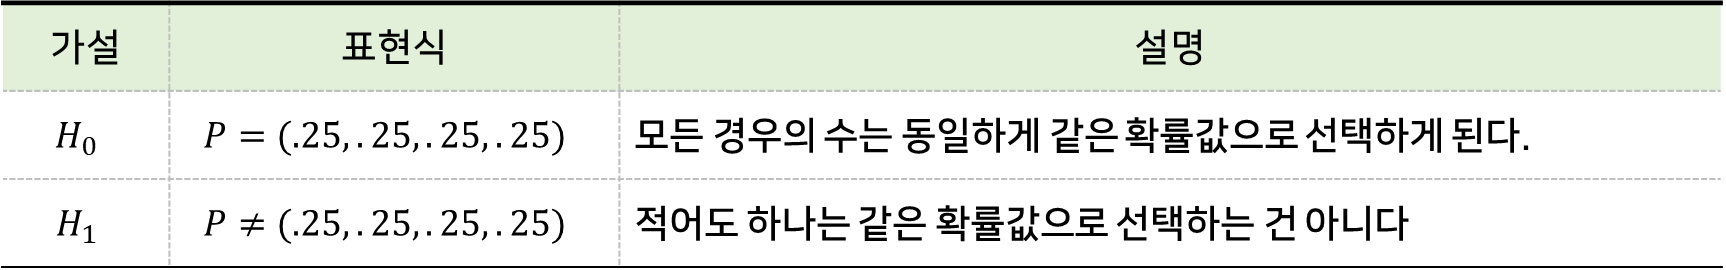 가설 표현식 설명
H₀ P = (.25, .25, .25, .25) 모든 경우의 수는 동일하게 같은 확률값으로 선택하게 된다.
H₁ P ≠ (.25, .25, .25, .25) 적어도 하나는 같은 확률값으로 선택하는 건 아니다